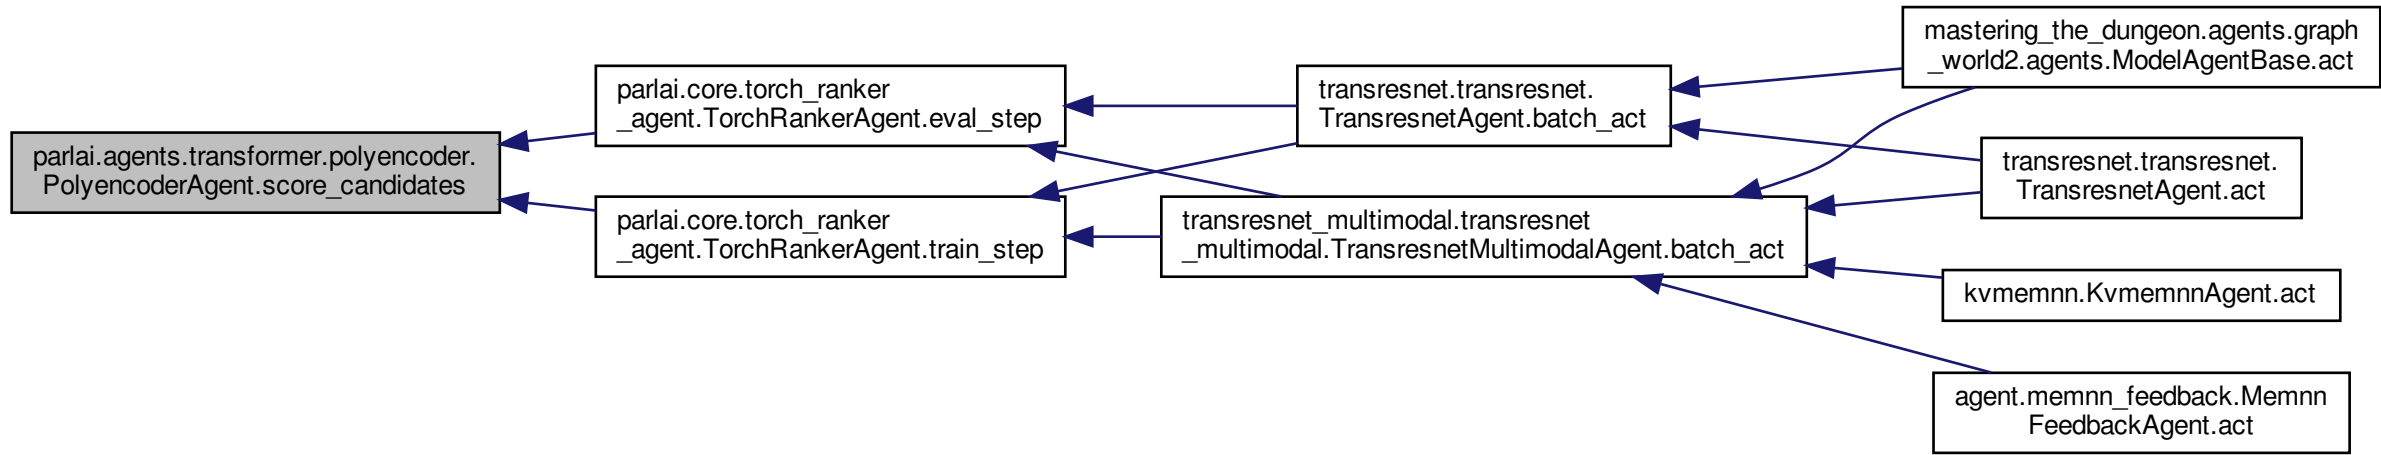 mastering_the_dungeon.agents.graph
_world2.agents.ModelAgentBase.act
parlai.core.torch_ranker
_agent.TorchRankerAgent.eval_step
transresnet.transresnet.
TransresnetAgent.batch_act
parlai.agents.transformer.polyencoder.
PolyencoderAgent.score_candidates
transresnet.transresnet.
TransresnetAgent.act
parlai.core.torch_ranker
_agent.TorchRankerAgent.train_step
transresnet_multimodal.transresnet
_multimodal.TransresnetMultimodalAgent.batch_act
kvmemnn.KvmemnnAgent.act
agent.memnn_feedback.Memnn
FeedbackAgent.act